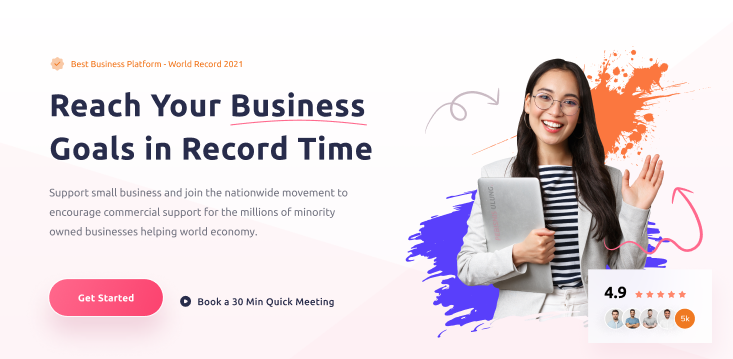 Best Business Platform - World Record 2021
Reach Your Business
Goals in Record Time
Support small business and join the nationwide movement to
encourage commercial support for the millions of minority
owned businesses helping world economy.
Get Started
Book a 30 Min Quick Meeting
4.9
5k